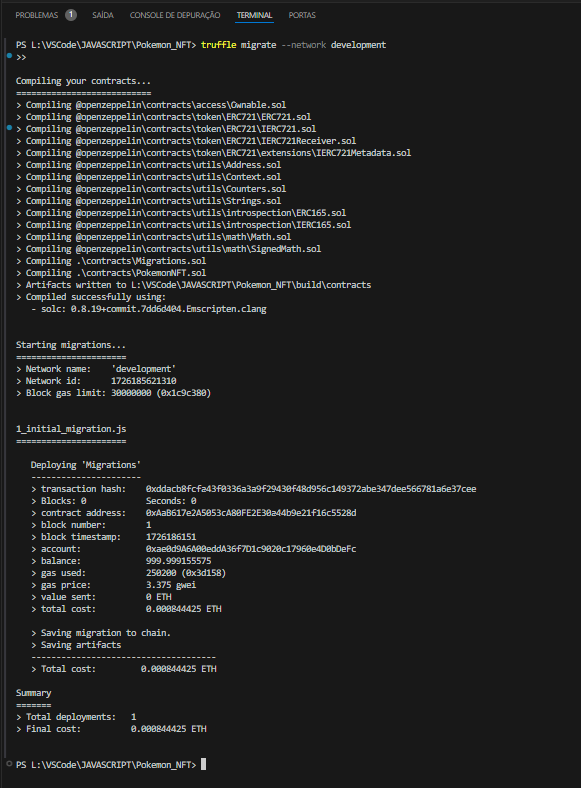 PROBLEMAS 1 SAÍDA CONSOLE DE DEPURAÇÃO TERMINAL PORTAS
PS L:\VSCode\JAVASCRIPT\Pokemon_NFT> truffle migrate --network development
>>
Compiling your contracts...
===========================
> Compiling @openzeppelin\contracts\access\Ownable.sol
> Compiling @openzeppelin\contracts\token\ERC721\ERC721.sol
> Compiling @openzeppelin\contracts\token\ERC721\IERC721.sol
> Compiling @openzeppelin\contracts\token\ERC721\IERC721Receiver.sol
> Compiling @openzeppelin\contracts\token\ERC721\extensions\IERC721Metadata.sol
> Compiling @openzeppelin\contracts\utils\Address.sol
> Compiling @openzeppelin\contracts\utils\Context.sol
> Compiling @openzeppelin\contracts\utils\Counters.sol
> Compiling @openzeppelin\contracts\utils\Strings.sol
> Compiling @openzeppelin\contracts\utils\introspection\ERC165.sol
> Compiling @openzeppelin\contracts\utils\introspection\IERC165.sol
> Compiling @openzeppelin\contracts\utils\math\Math.sol
> Compiling @openzeppelin\contracts\utils\math\SignedMath.sol
> Compiling .\contracts\Migrations.sol
> Compiling .\contracts\PokemonNFT.sol
> Artifacts written to L:\VSCode\JAVASCRIPT\Pokemon_NFT\build\contracts
> Compiled successfully using:
- solc: 0.8.19+commit.7dd6d404.Emscripten.clang
Starting migrations...
======================
> Network name: 'development'
> Network id: 1726185621310
> Block gas limit: 30000000 (0x1c9c380)
1_initial_migration.js
======================
Deploying 'Migrations'
----------------------
> transaction hash: 0xddacb8fcfa43f0336a3a9f29430f48d956c149372abe347dee566781a6e37cee
> Blocks: 0 Seconds: 0
> contract address: 0xAaB617e2A5053cA80FE2E30a44b9e21f16c5528d
> block number: 1
> block timestamp: 1726186151
> account: 0xae0d9A6A00eddA36f7D1c9020c17960e4D0bDeFc
> balance: 999.999155575
> gas used: 250200 (0x3d158)
> gas price: 3.375 gwei
> value sent: 0 ETH
> total cost: 0.000844425 ETH
> Saving migration to chain.
> Saving artifacts
-------------------------------------
> Total cost: 0.000844425 ETH
Summary
=======
> Total deployments: 1
> Final cost: 0.000844425 ETH
PS L:\VSCode\JAVASCRIPT\Pokemon_NFT>